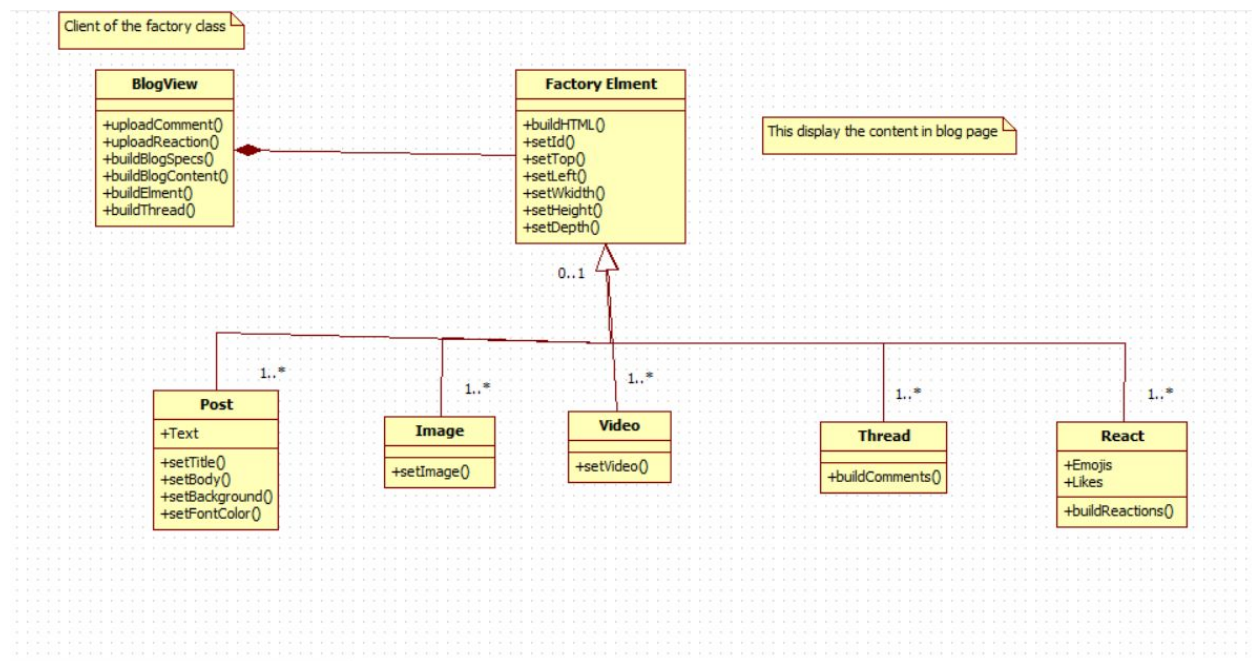 Client of the factory class
BlogView
+uploadComment()
+uploadReaction()
+buildBlogSpecs()
+buildBlogContent()
+buildElment()
+buildThread()
Factory Elment
+buildHTML()
+setId()
+setTop()
+setLeft()
+setWkidth()
+setHeight()
+setDepth()
This display the content in blog page
0..1
1..*
1..*
1..*
1..*
1..*
Post
+Text
+setTitle()
+setBody()
+setBackground()
+setFontColor()
Image
+setImage()
Video
+setVideo()
Thread
+buildComments()
React
+Emojis
+Likes
+buildReactions()